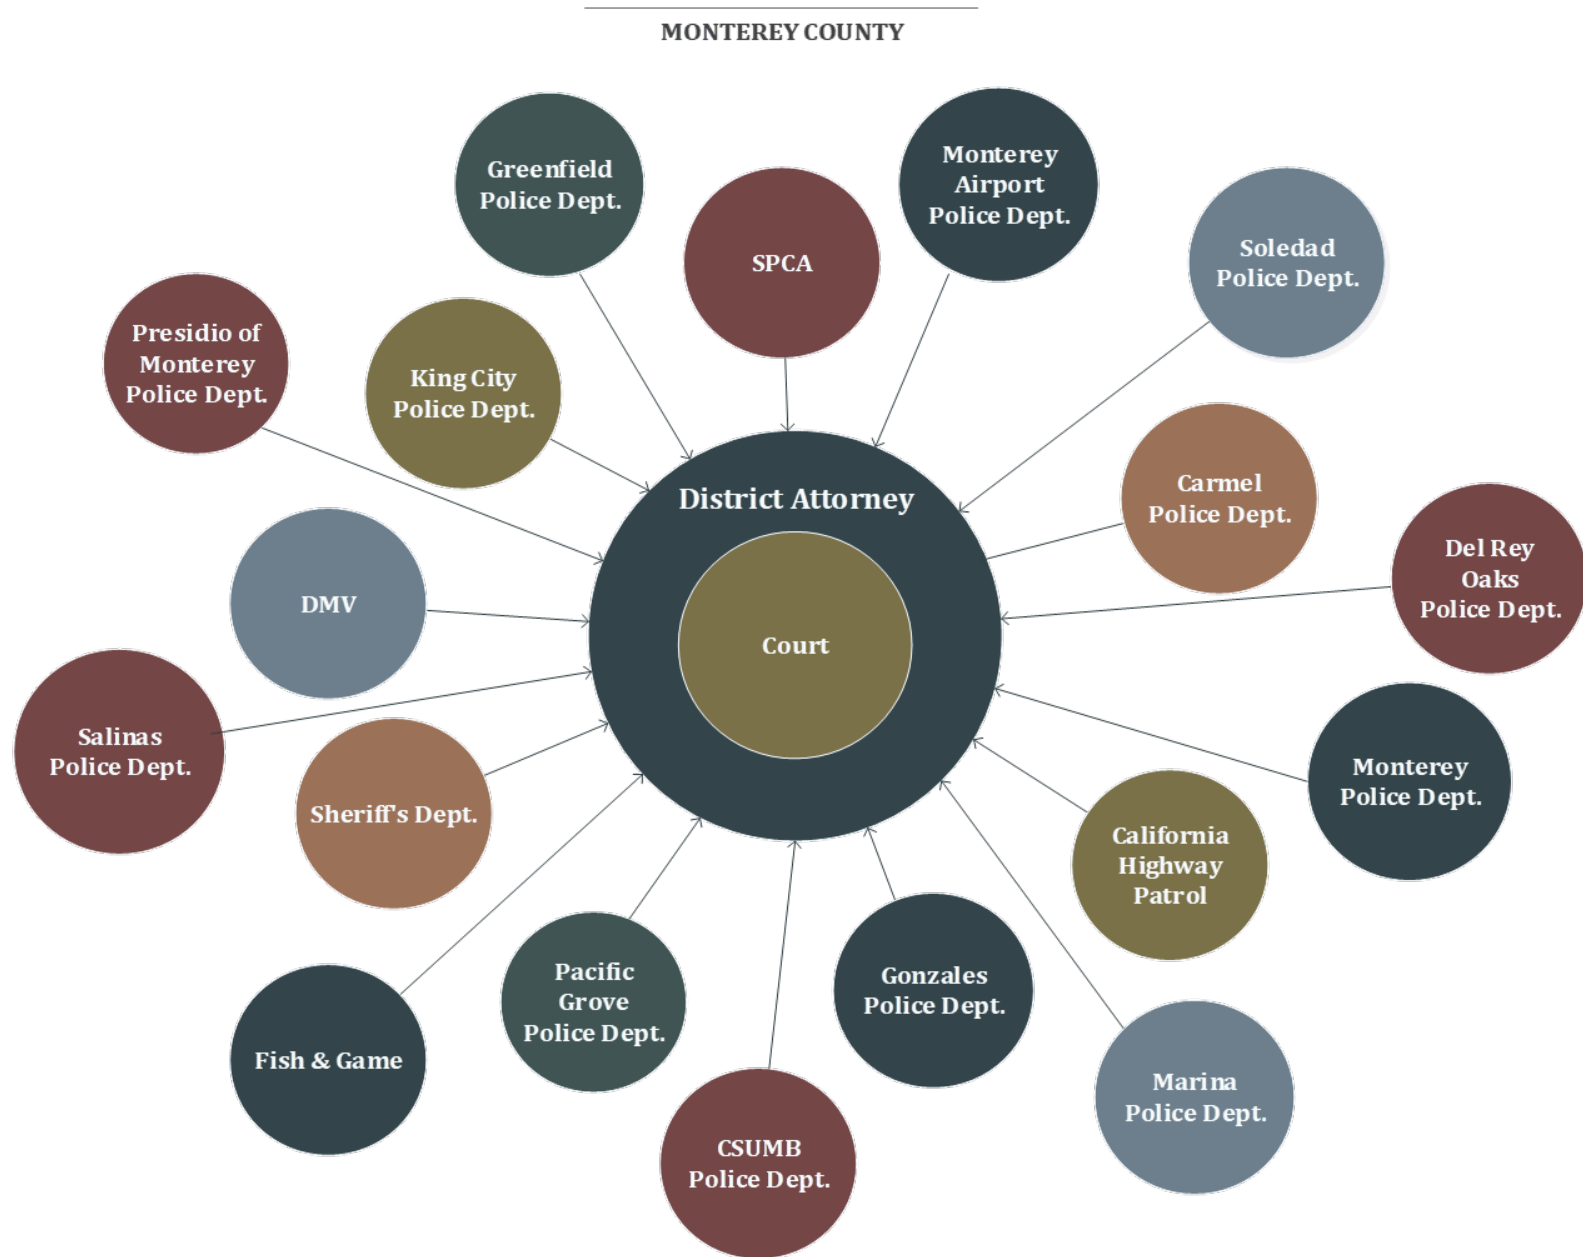 MONTEREY COUNTY
Greenfield
Police Dept.
SPCA
Monterey
Airport
Police Dept.
Soledad
Police Dept.
Presidio of
Monterey
Police Dept.
King City
Police Dept.
District Attorney
Carmel
Police Dept.
Del Rey
Oaks
Police Dept.
DMV
Court
Salinas
Police Dept.
Sheriff's Dept.
Monterey
Police Dept.
California
Highway
Patrol
Fish & Game
Pacific
Grove
Police Dept.
Gonzales
Police Dept.
Marina
Police Dept.
CSUMB
Police Dept.